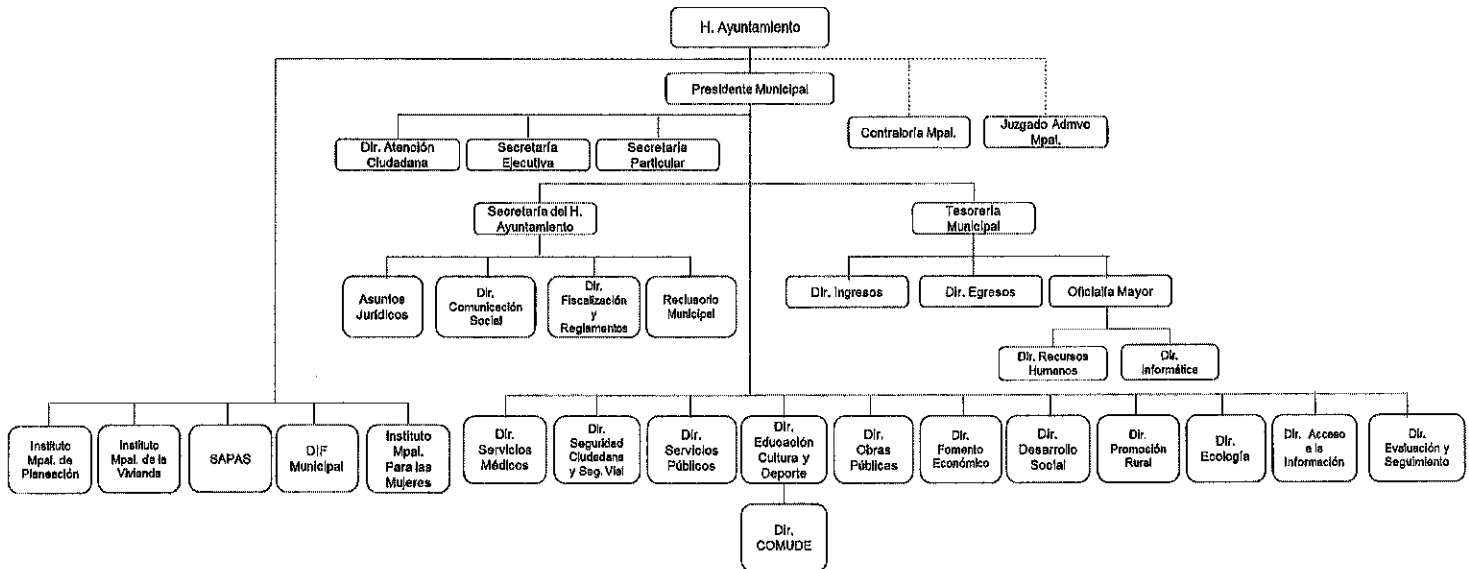 H. Ayuntamiento
Presidente Municipal
Contraloría Mpal.
Juzgado Admvo
Mpal.
Dir. Atención
Ciudadana
Secretaría
Ejecutiva
Secretaría
Particular
Secretaría del H.
Ayuntamiento
Tesorería
Municipal
Asuntos
Jurídicos
Dir.
Comunicación
Social
Dir.
Fiscalización
y
Reglamentos
Reclusorio
Municipal
Dir. Ingresos
Dir. Egresos
Oficialía Mayor
Dir. Recursos
Humanos
Dir.
Informática
Instituto
Mpal. de
Planeación
Instituto
Mpal. de la
Vivienda
SAPAS
DIF
Municipal
Instituto
Mpal.
Para las
Mujeres
Dir.
Servicios
Médicos
Dir.
Seguridad
Ciudadana
y Seg. Vial
Dir.
Servicios
Públicos
Dir.
Educación
Cultura y
Deporte
Dir.
Obras
Públicas
Dir.
Fomento
Económico
Dir.
Desarrollo
Social
Dir.
Promoción
Rural
Dir.
Ecología
Dir. Acceso
a la
Información
Dir.
Evaluación y
Seguimiento
Dir.
COMUDE